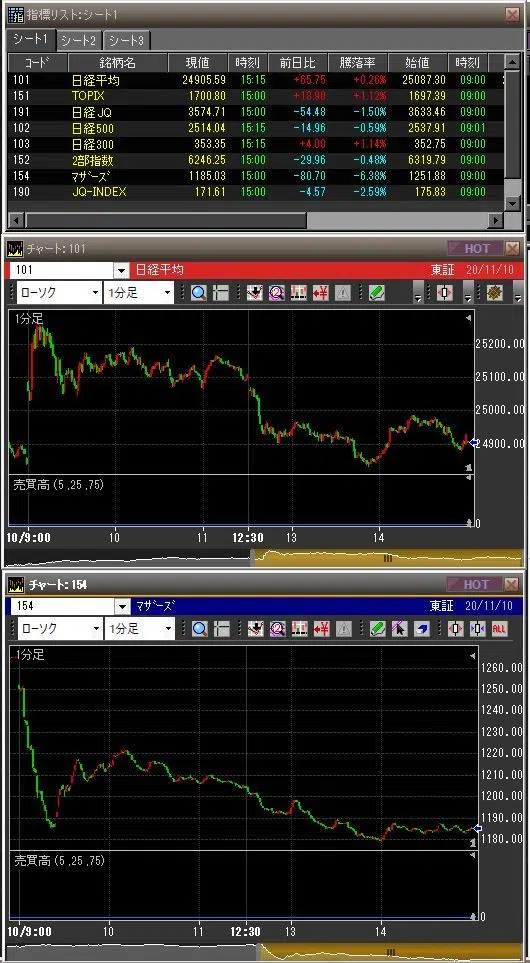 指標リスト:シート1
シート1 シート2 シート3
コード 銘柄名 現値 時刻 前日比 騰落率 始値 時刻
101 日経平均 24905.59 15:15 +65.75 +0.26% 25087.30 09:00
151 TOPIX 1700.80 15:00 +18.90 +1.12% 1697.39 09:00
191 日経JQ 3574.71 15:00 -54.48 -1.50% 3633.46 09:00
102 日経500 2514.04 15:15 -14.96 -0.59% 2537.91 09:01
103 日経300 353.35 15:15 +4.00 +1.14% 352.75 09:00
152 2部指数 6246.25 15:00 -29.96 -0.48% 6319.79 09:00
154 マザーズ 1185.03 15:00 -80.70 -6.38% 1251.88 09:00
190 JQ-INDEX 171.61 15:00 -4.57 -2.59% 175.83 09:00
チャート:101 HOT
101 日経平均 東証 20/11/10
ローソク 1分足
1分足
25200.00
25100.00
25000.00
24900.00
売買高(5,25,75)
0
10/9:00 10 11 12:30 13 14
チャート:154 HOT
154 マザーズ 東証 20/11/10
ローソク 1分足 ALL
1分足
1260.00
1250.00
1240.00
1230.00
1220.00
1210.00
1200.00
1190.00
1180.00
売買高(5,25,75)
0
10/9:00 10 11 12:30 13 14